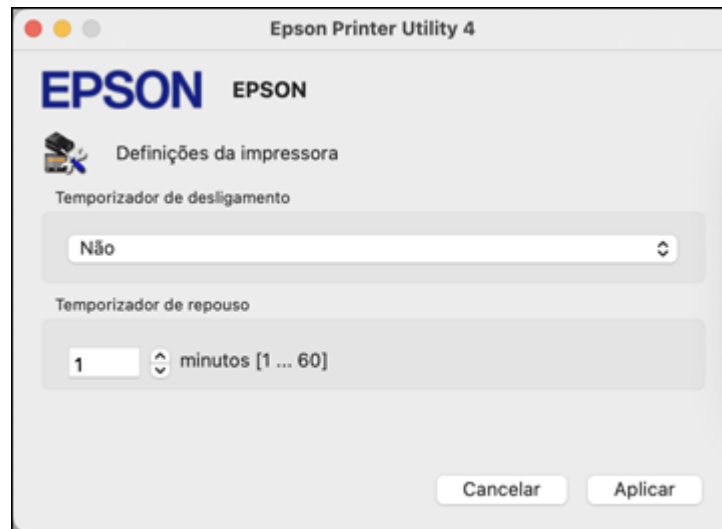 Epson Printer Utility 4
EPSON EPSON
Definições da impressora
Temporizador de desligamento
Não
Temporizador de repouso
1 minutos [1 ... 60]
Cancelar Aplicar